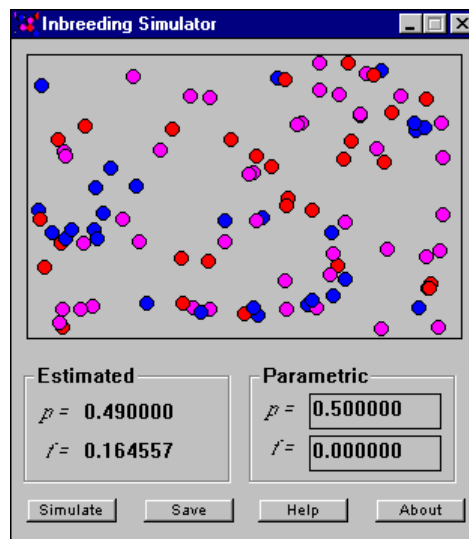 Inbreeding Simulator
Estimated
p = 0.490000
f = 0.164557
Parametric
p = 0.500000
f = 0.000000
Simulate Save Help About